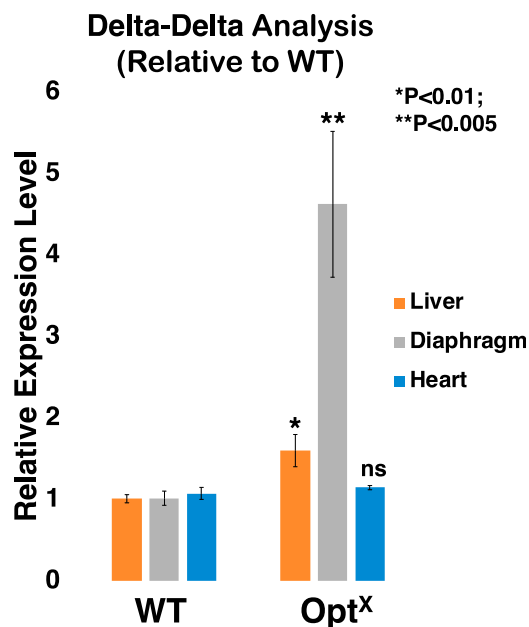 Delta-Delta Analysis
(Relative to WT)
*P<0.01;
**P<0.005
Relative Expression Level
6
5
4
3
2
1
0
**
*
ns
Liver
Diaphragm
Heart
WT
Optˣ